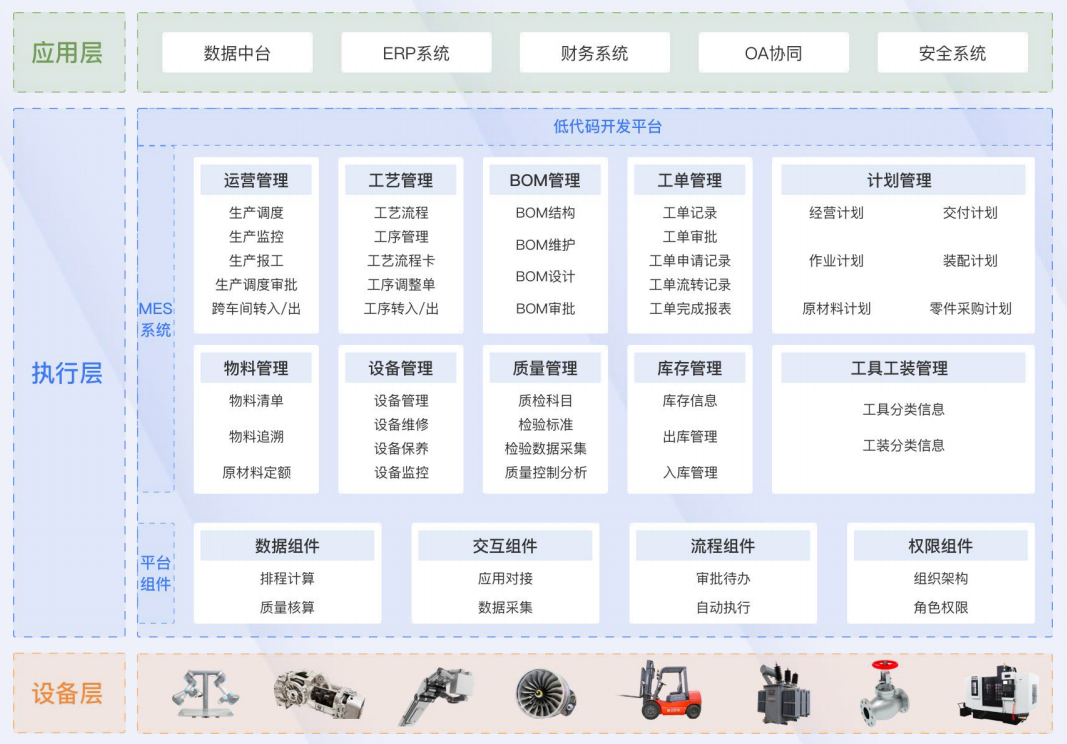 应用层
数据中台
ERP系统
财务系统
OA协同
安全系统
执行层
低代码开发平台
MES
系统
运营管理
生产调度
生产监控
生产报工
生产调度审批
跨车间转入/出
工艺管理
工艺流程
工序管理
工艺流程卡
工序调整单
工序转入/出
BOM管理
BOM结构
BOM维护
BOM设计
BOM审批
工单管理
工单记录
工单审批
工单申请记录
工单流转记录
工单完成报表
计划管理
经营计划
交付计划
作业计划
装配计划
原材料计划
零件采购计划
物料管理
物料清单
物料追溯
原材料定额
设备管理
设备管理
设备维修
设备保养
设备监控
质量管理
质检科目
检验标准
检验数据采集
质量控制分析
库存管理
库存信息
出库管理
入库管理
工具工装管理
工具分类信息
工装分类信息
平台
组件
数据组件
排程计算
质量核算
交互组件
应用对接
数据采集
流程组件
审批待办
自动执行
权限组件
组织架构
角色权限
设备层